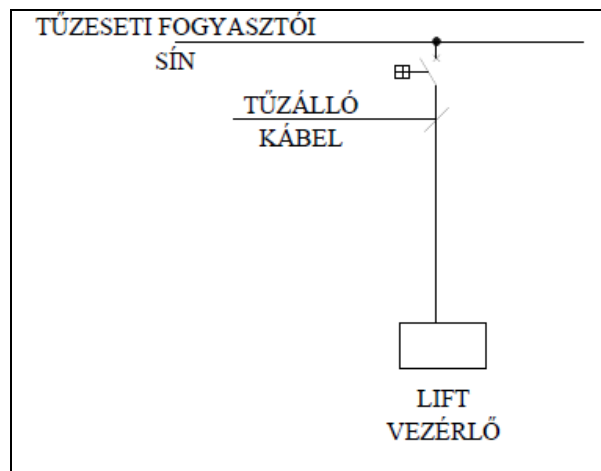 TŰZESETI FOGYASZTÓI
SÍN
TŰZÁLLÓ
KÁBEL
LIFT
VEZÉRLŐ